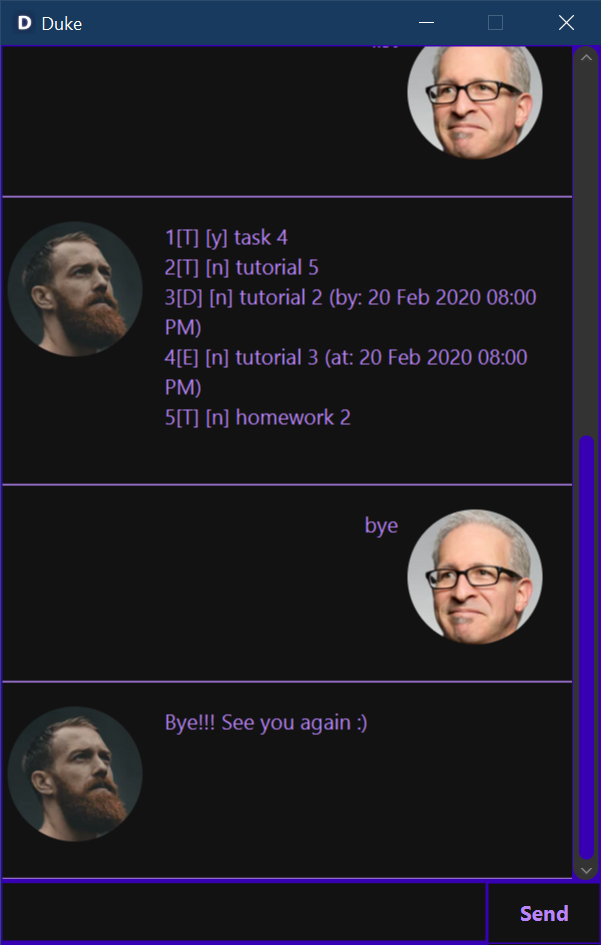 Duke
1[T] [y] task 4
2[T] [n] tutorial 5
3[D] [n] tutorial 2 (by: 20 Feb 2020 08:00
PM)
4[E] [n] tutorial 3 (at: 20 Feb 2020 08:00
PM)
5[T] [n] homework 2
bye
Bye!!! See you again :)
Send